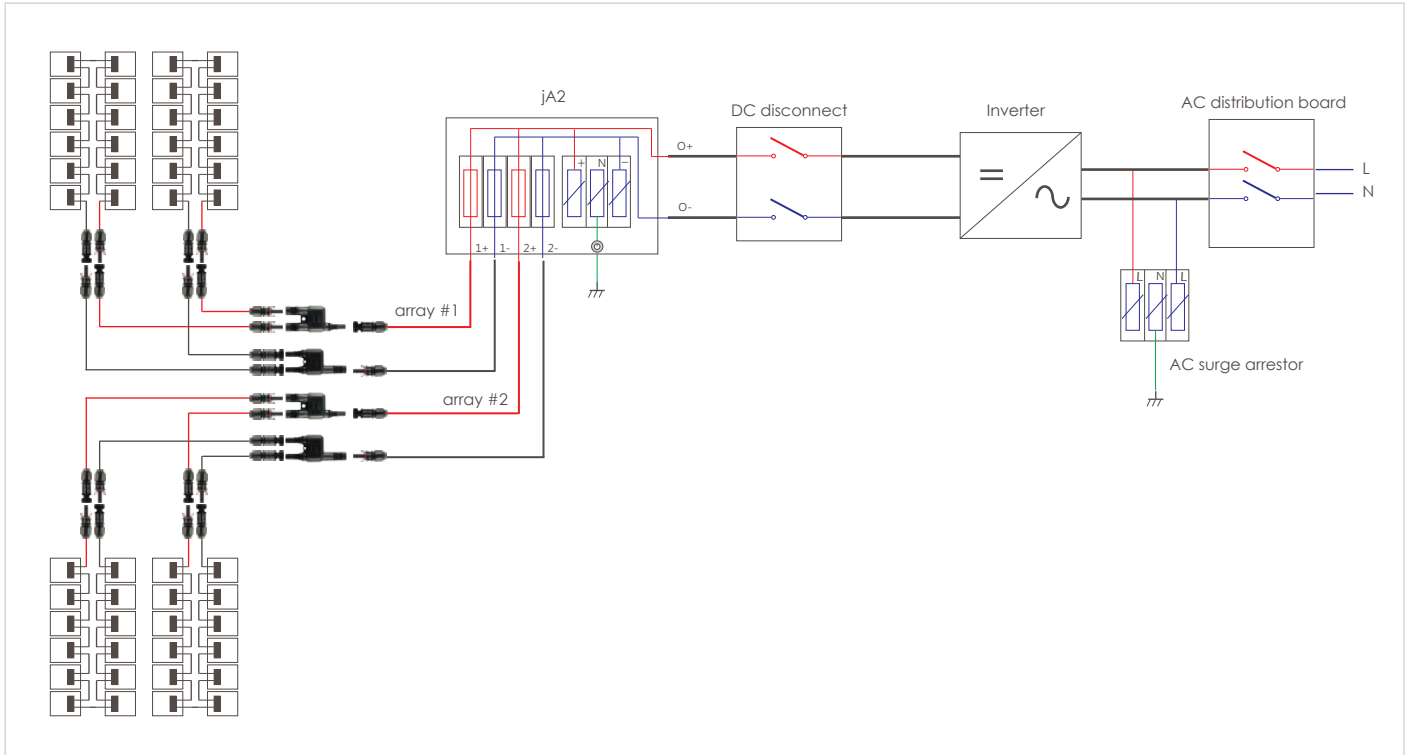 jA2
DC disconnect
Inverter
AC distribution board
O+
+ N −
L
N
O-
1+ 1- 2+ 2-
L N L
array #1
AC surge arrestor
array #2